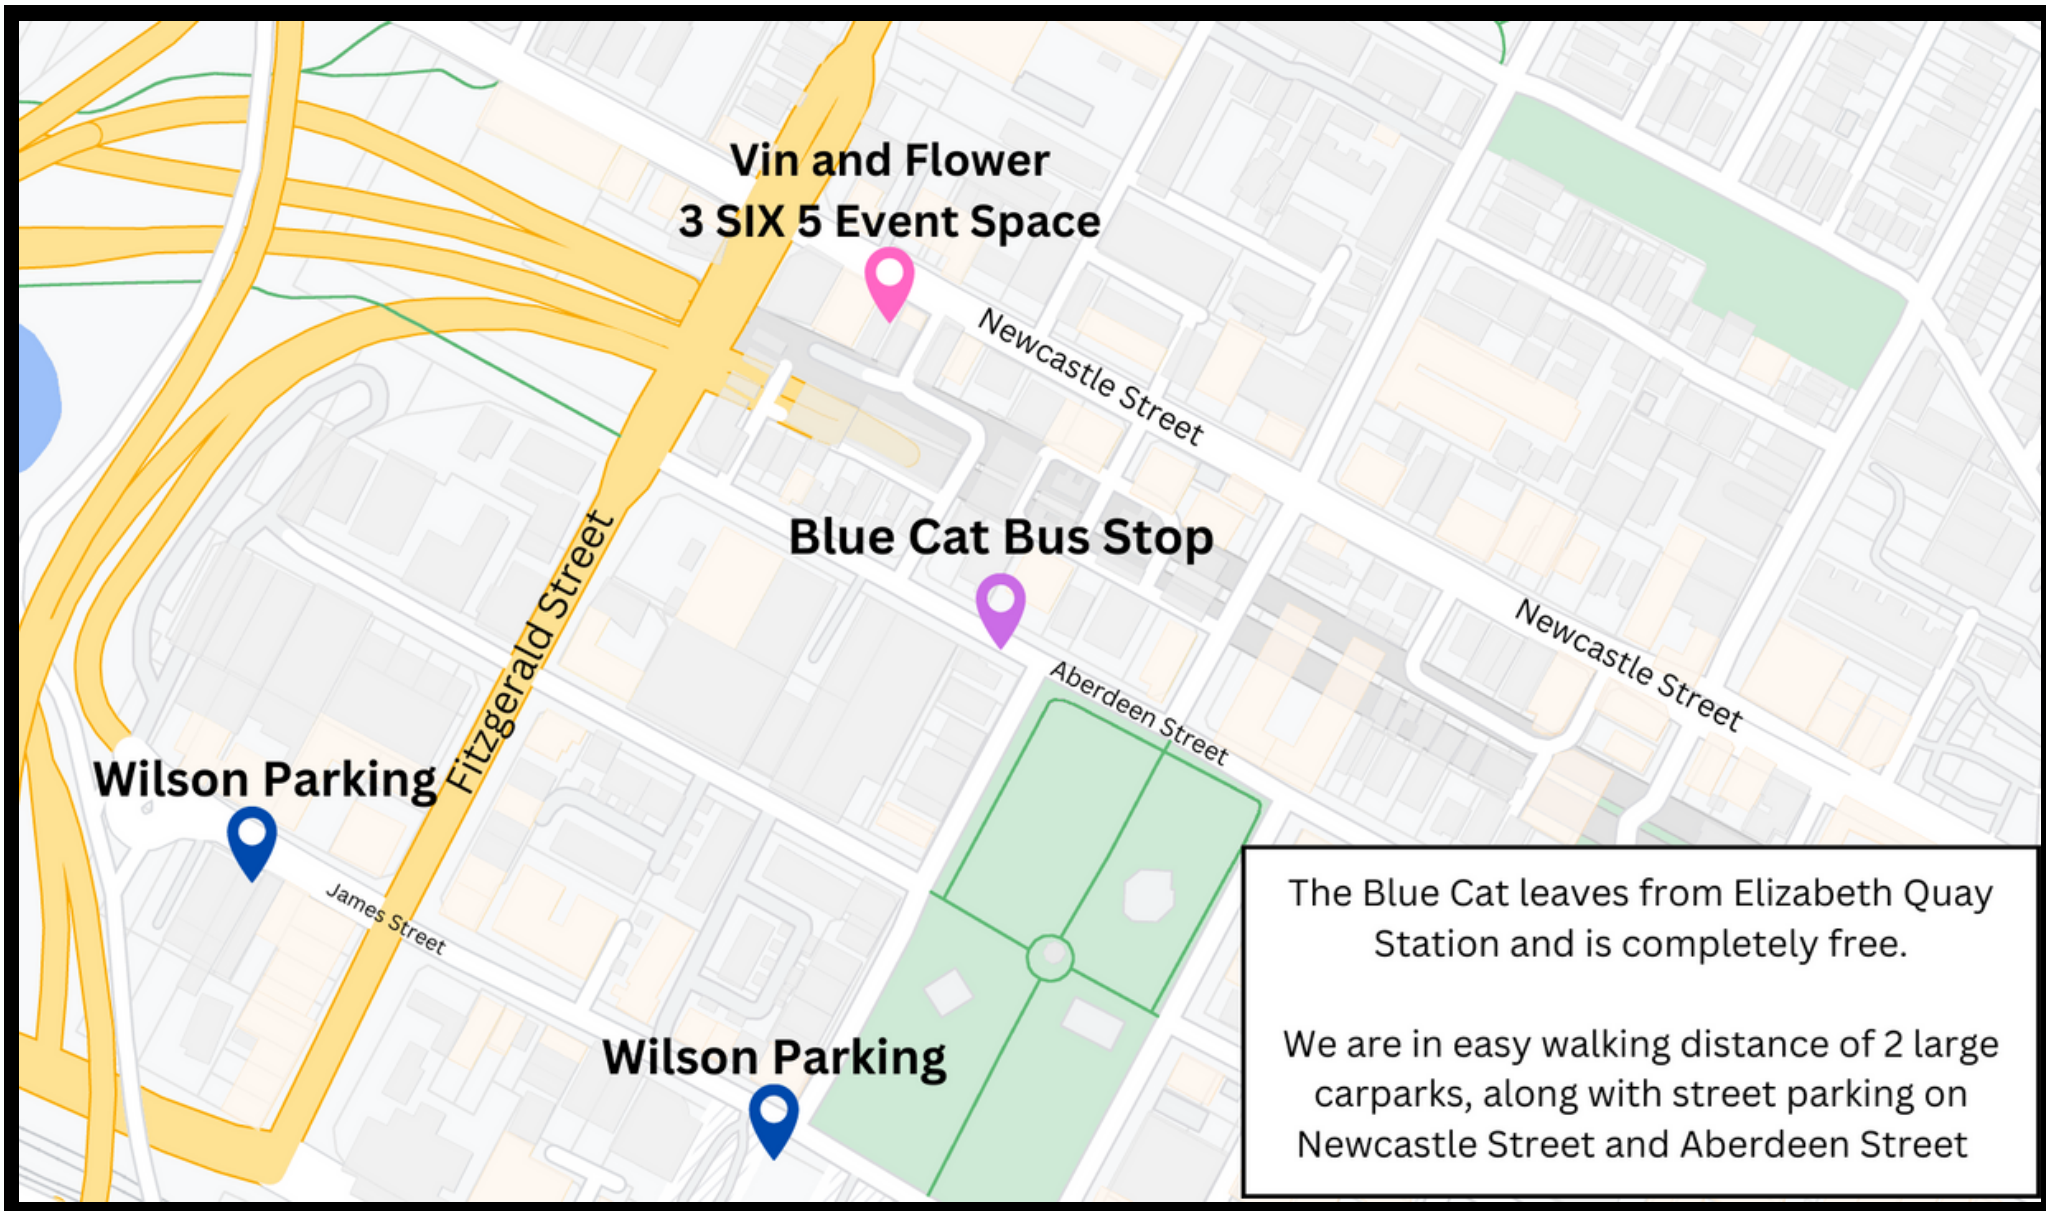 Vin and Flower
3 SIX 5 Event Space
Newcastle Street
Blue Cat Bus Stop
Fitzgerald Street
Newcastle Street
Aberdeen Street
Wilson Parking
James Street
Wilson Parking
The Blue Cat leaves from Elizabeth Quay
Station and is completely free.
We are in easy walking distance of 2 large
carparks, along with street parking on
Newcastle Street and Aberdeen Street